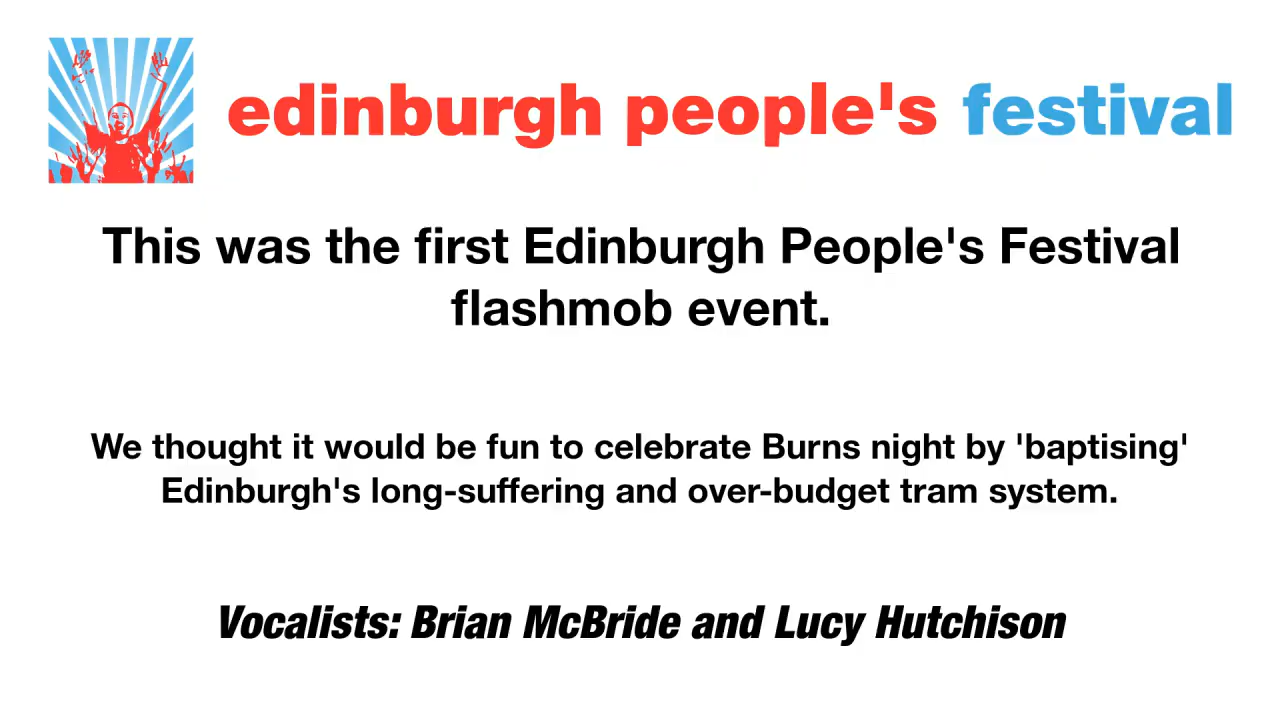 edinburgh people's festival
This was the first Edinburgh People's Festival
flashmob event.
We thought it would be fun to celebrate Burns night by 'baptising'
Edinburgh's long-suffering and over-budget tram system.
Vocalists: Brian McBride and Lucy Hutchison